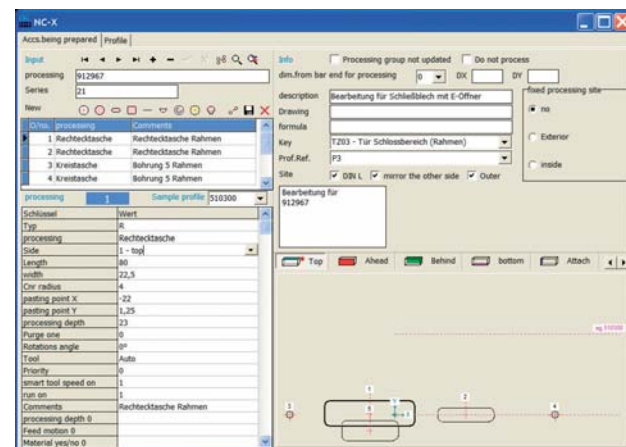 NC-X
Accs.being prepared Profile
Input
processing 912967
Series 21
New
O/no. processing Comments
1 Rechtecktasche Rechtecktasche Rahmen
2 Rechtecktasche Rechtecktasche Rahmen
3 Kreistasche Bohrung 5 Rahmen
4 Kreistasche Bohrung 5 Rahmen
processing 1 Sample profile 510300
Schlüssel Wert
Typ R
processing Rechtecktasche
Side 1 - top
Length 80
width 22,5
Cnr radius 4
pasting point X -22
pasting point Y 1,25
processing depth 23
Purge one 0
Rotations angle 0º
Tool Auto
Priority 0
smart tool speed on 1
run on 1
Comments Rechtecktasche Rahmen
processing depth 0
Feed motion 0
Material yes/no 0
Info Processing group not updated Do not process
dim.from bar end for processing 0 DX DY
description Bearbeitung für Schließblech mit E-Öffner
Drawing
formula
Key TZ03 - Tür Schlossbereich (Rahmen)
Prof.Ref. P3
Site DIN L mirror the other side Outer
fixed processing site
no
Exterior
inside
Bearbeitung für
912967
Top Ahead Behind bottom Attach
510300
1
Y
3 5 2 4